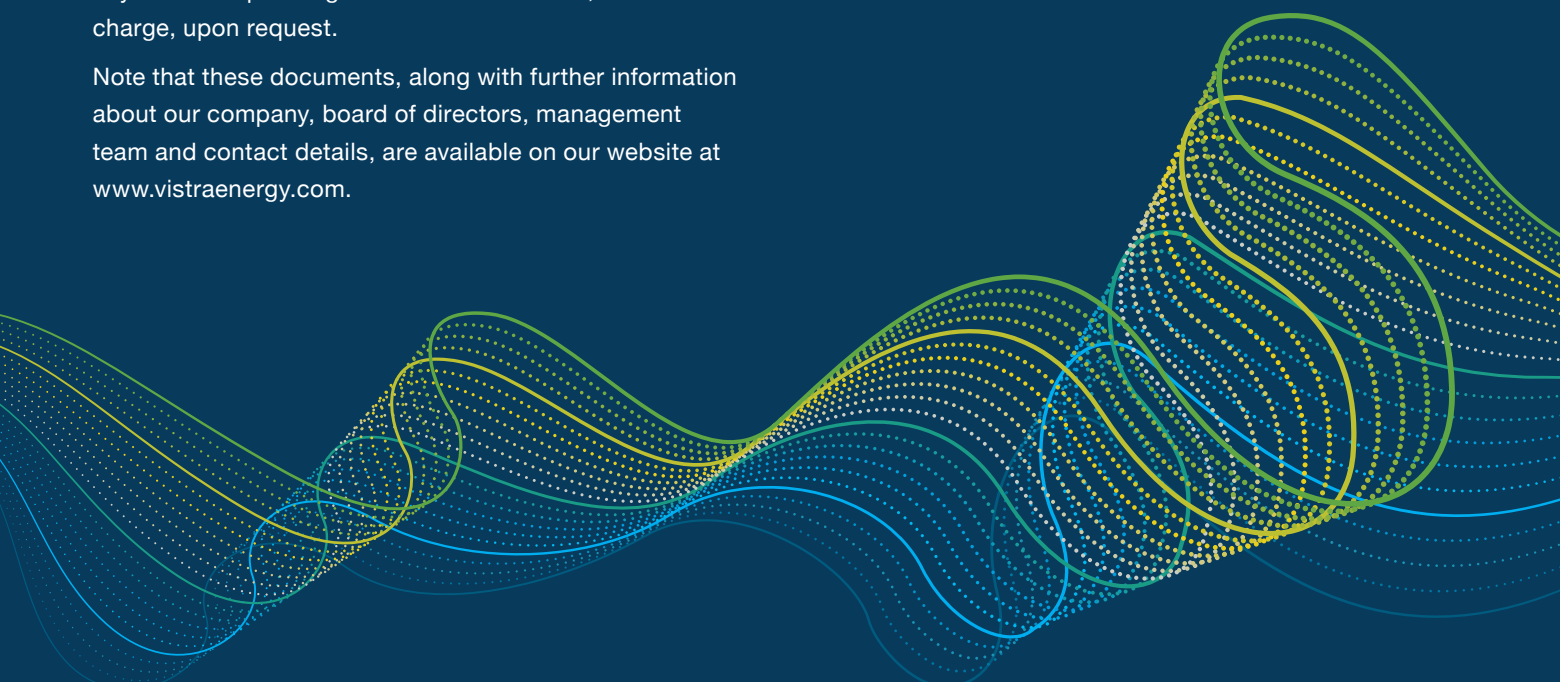 charge, upon request.
Note that these documents, along with further information
about our company, board of directors, management
team and contact details, are available on our website at
www.vistraenergy.com.